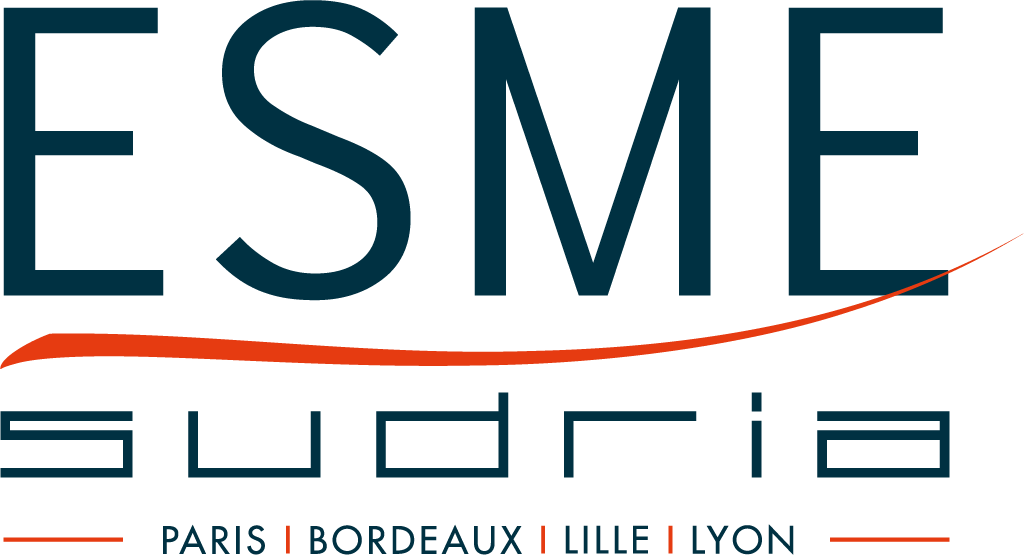 ESME
sudria
PARIS | BORDEAUX | LILLE | LYON